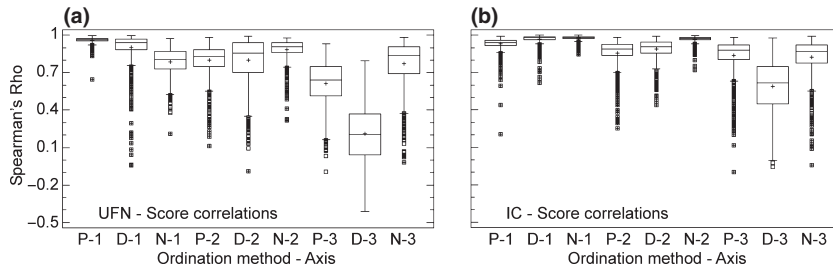 (a)
(b)
Spearman's Rho
1
0.7
0.4
0.1
−0.2
−0.5
UFN - Score correlations
IC - Score correlations
P-1 D-1 N-1 P-2 D-2 N-2 P-3 D-3 N-3
P-1 D-1 N-1 P-2 D-2 N-2 P-3 D-3 N-3
Ordination method - Axis
Ordination method - Axis